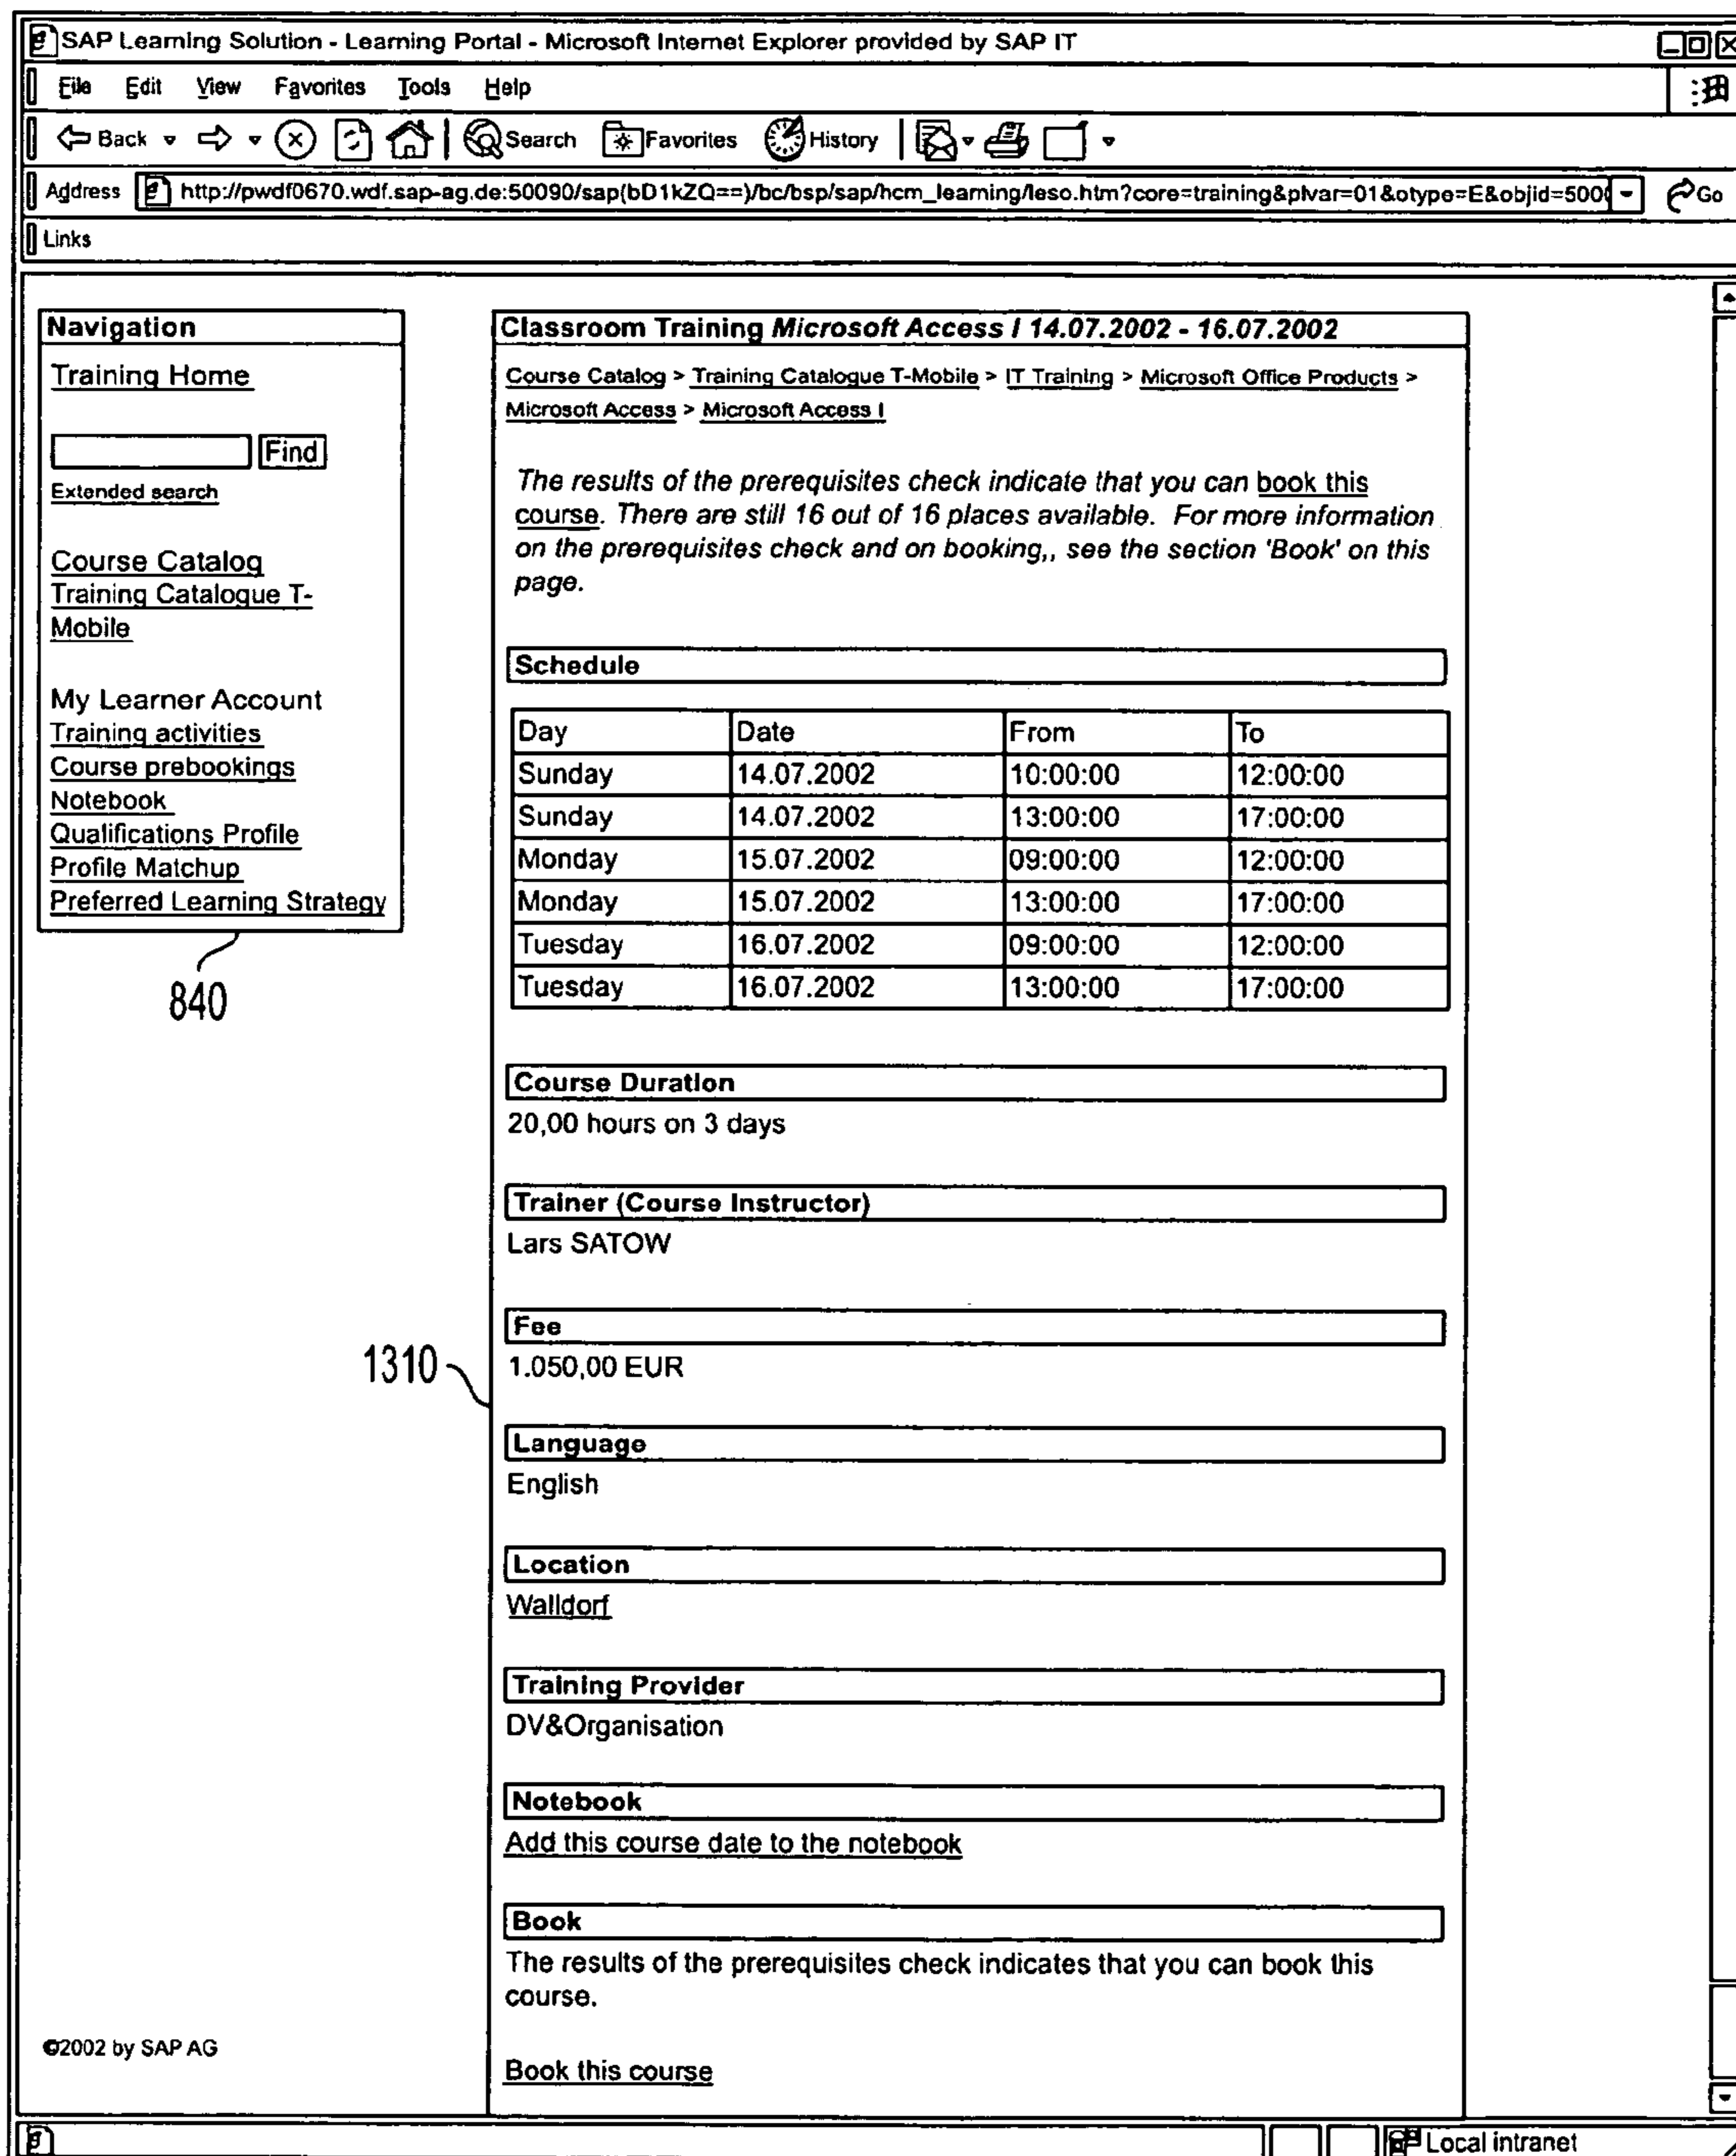 SAP Learning Solution - Learning Portal - Microsoft Internet Explorer provided by SAP IT
File Edit View Favorites Tools Help
Back Search Favorites History
Address http://pwdf0670.wdf.sap-ag.de:50090/sap(bD1kZQ==)/bc/bsp/sap/hcm_learning/leso.htm?core=training&plvar=01&otype=E&objid=500 Go
Links
Navigation
Training Home
Find
Extended search
Course Catalog
Training Catalogue T-
Mobile
My Learner Account
Training activities
Course prebookings
Notebook
Qualifications Profile
Profile Matchup
Preferred Learning Strategy
840
Classroom Training Microsoft Access I 14.07.2002 - 16.07.2002
Course Catalog > Training Catalogue T-Mobile > IT Training > Microsoft Office Products >
Microsoft Access > Microsoft Access I
The results of the prerequisites check indicate that you can book this
course. There are still 16 out of 16 places available. For more information
on the prerequisites check and on booking,, see the section 'Book' on this
page.
Schedule
Day Date From To
Sunday 14.07.2002 10:00:00 12:00:00
Sunday 14.07.2002 13:00:00 17:00:00
Monday 15.07.2002 09:00:00 12:00:00
Monday 15.07.2002 13:00:00 17:00:00
Tuesday 16.07.2002 09:00:00 12:00:00
Tuesday 16.07.2002 13:00:00 17:00:00
Course Duration
20,00 hours on 3 days
Trainer (Course Instructor)
Lars SATOW
Fee
1.050,00 EUR
1310
Language
English
Location
Walldorf
Training Provider
DV&Organisation
Notebook
Add this course date to the notebook
Book
The results of the prerequisites check indicates that you can book this
course.
Book this course
©2002 by SAP AG
Local intranet